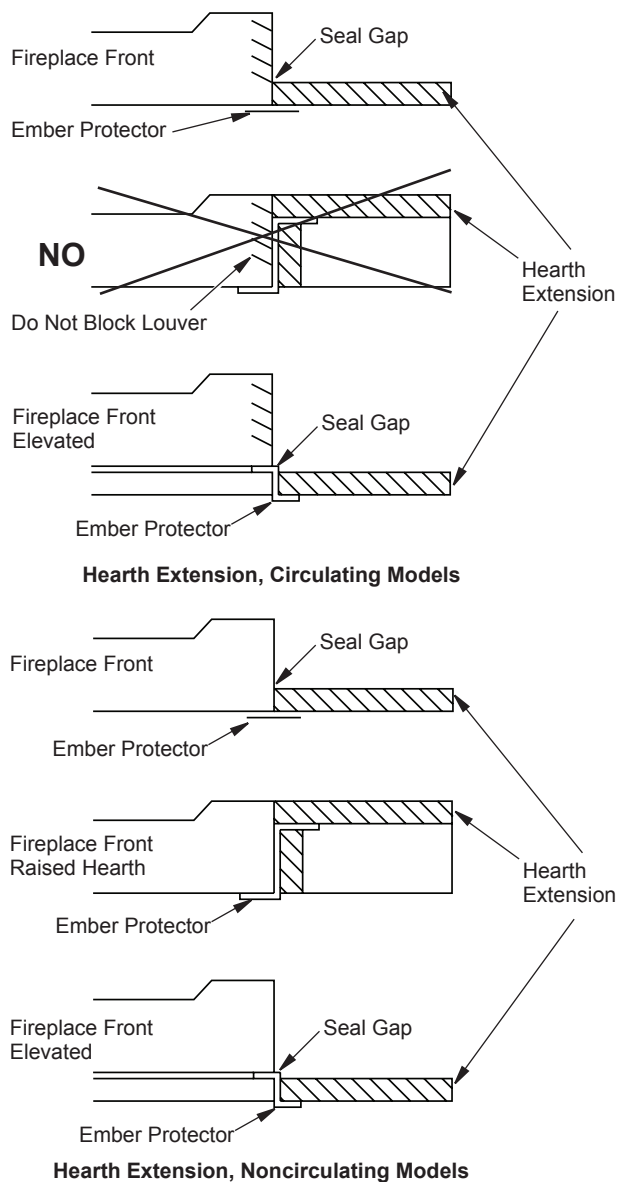 Fireplace Front
Seal Gap
Ember Protector
NO
Do Not Block Louver
Hearth
Extension
Fireplace Front
Elevated
Seal Gap
Ember Protector
Hearth Extension, Circulating Models
Fireplace Front
Seal Gap
Ember Protector
Fireplace Front
Raised Hearth
Ember Protector
Hearth
Extension
Fireplace Front
Elevated
Seal Gap
Ember Protector
Hearth Extension, Noncirculating Models